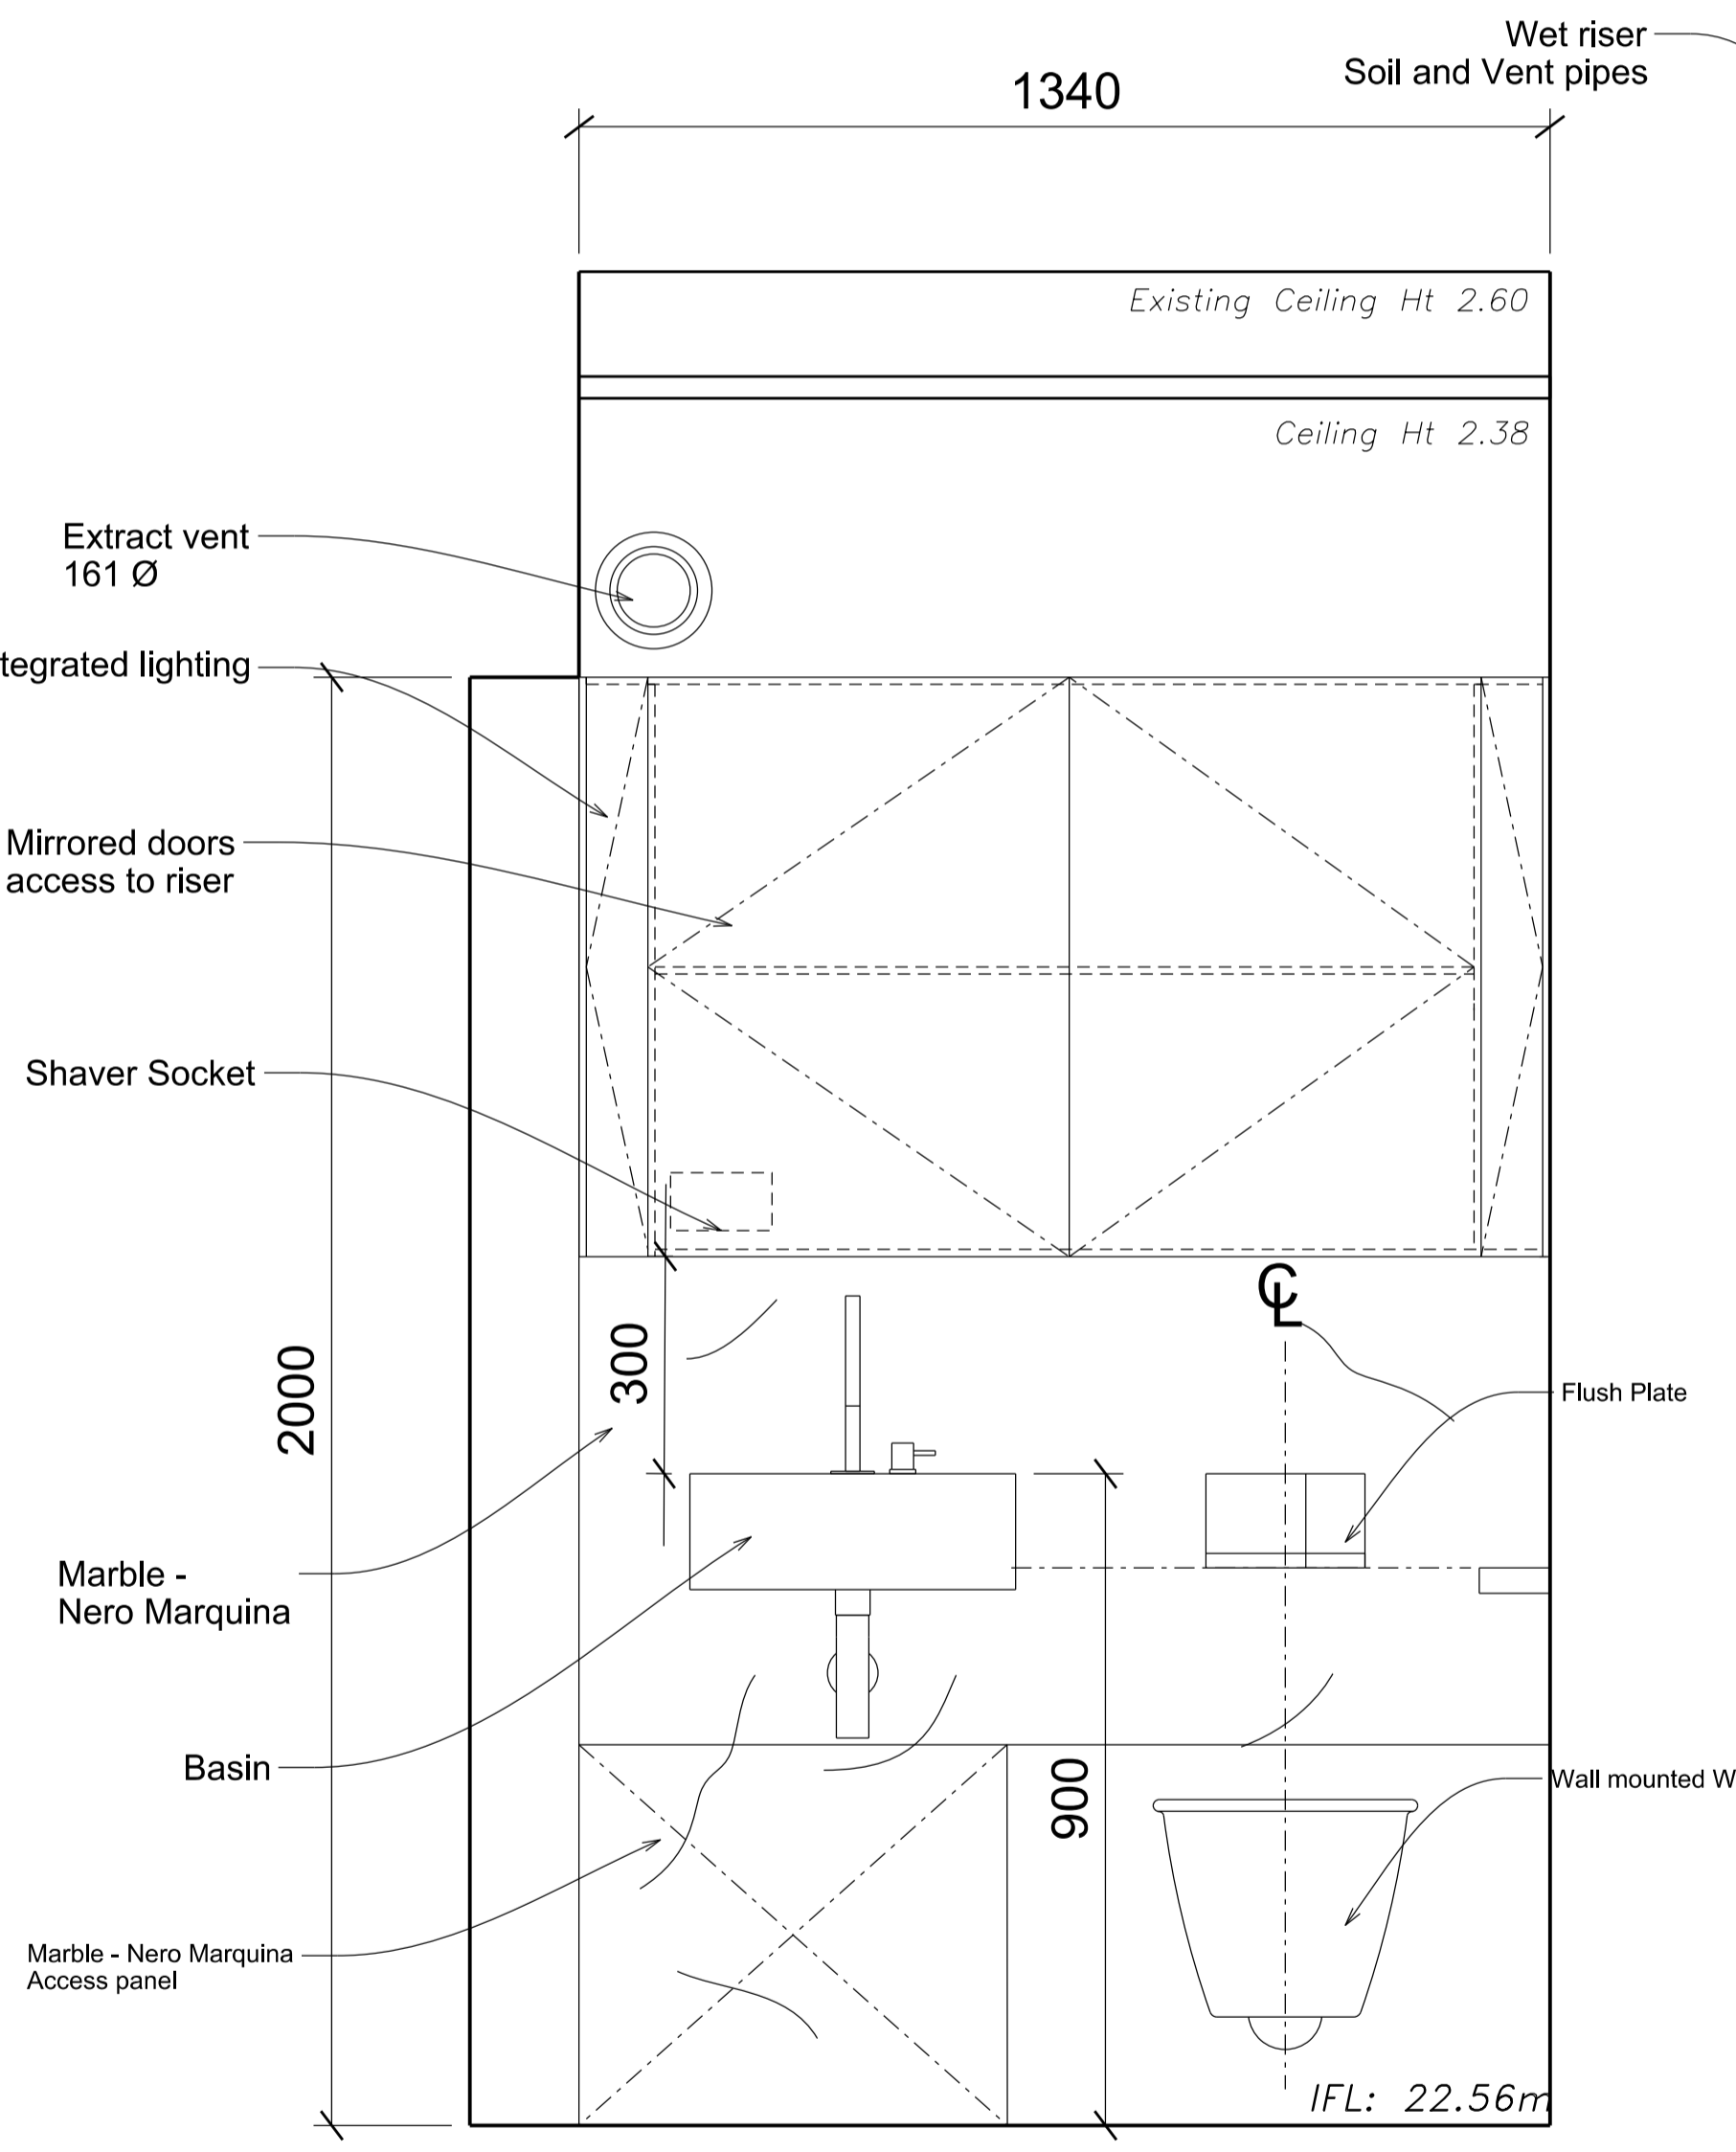 Wet riser
Soil and Vent pipes
1340
Existing Ceiling Ht 2.60
Ceiling Ht 2.38
Extract vent
161 Ø
tegrated lighting
Mirrored doors
access to riser
Shaver Socket
2000
300
℄
Flush Plate
Marble -
Nero Marquina
Basin
900
Wall mounted W
Marble - Nero Marquina
Access panel
IFL: 22.56m